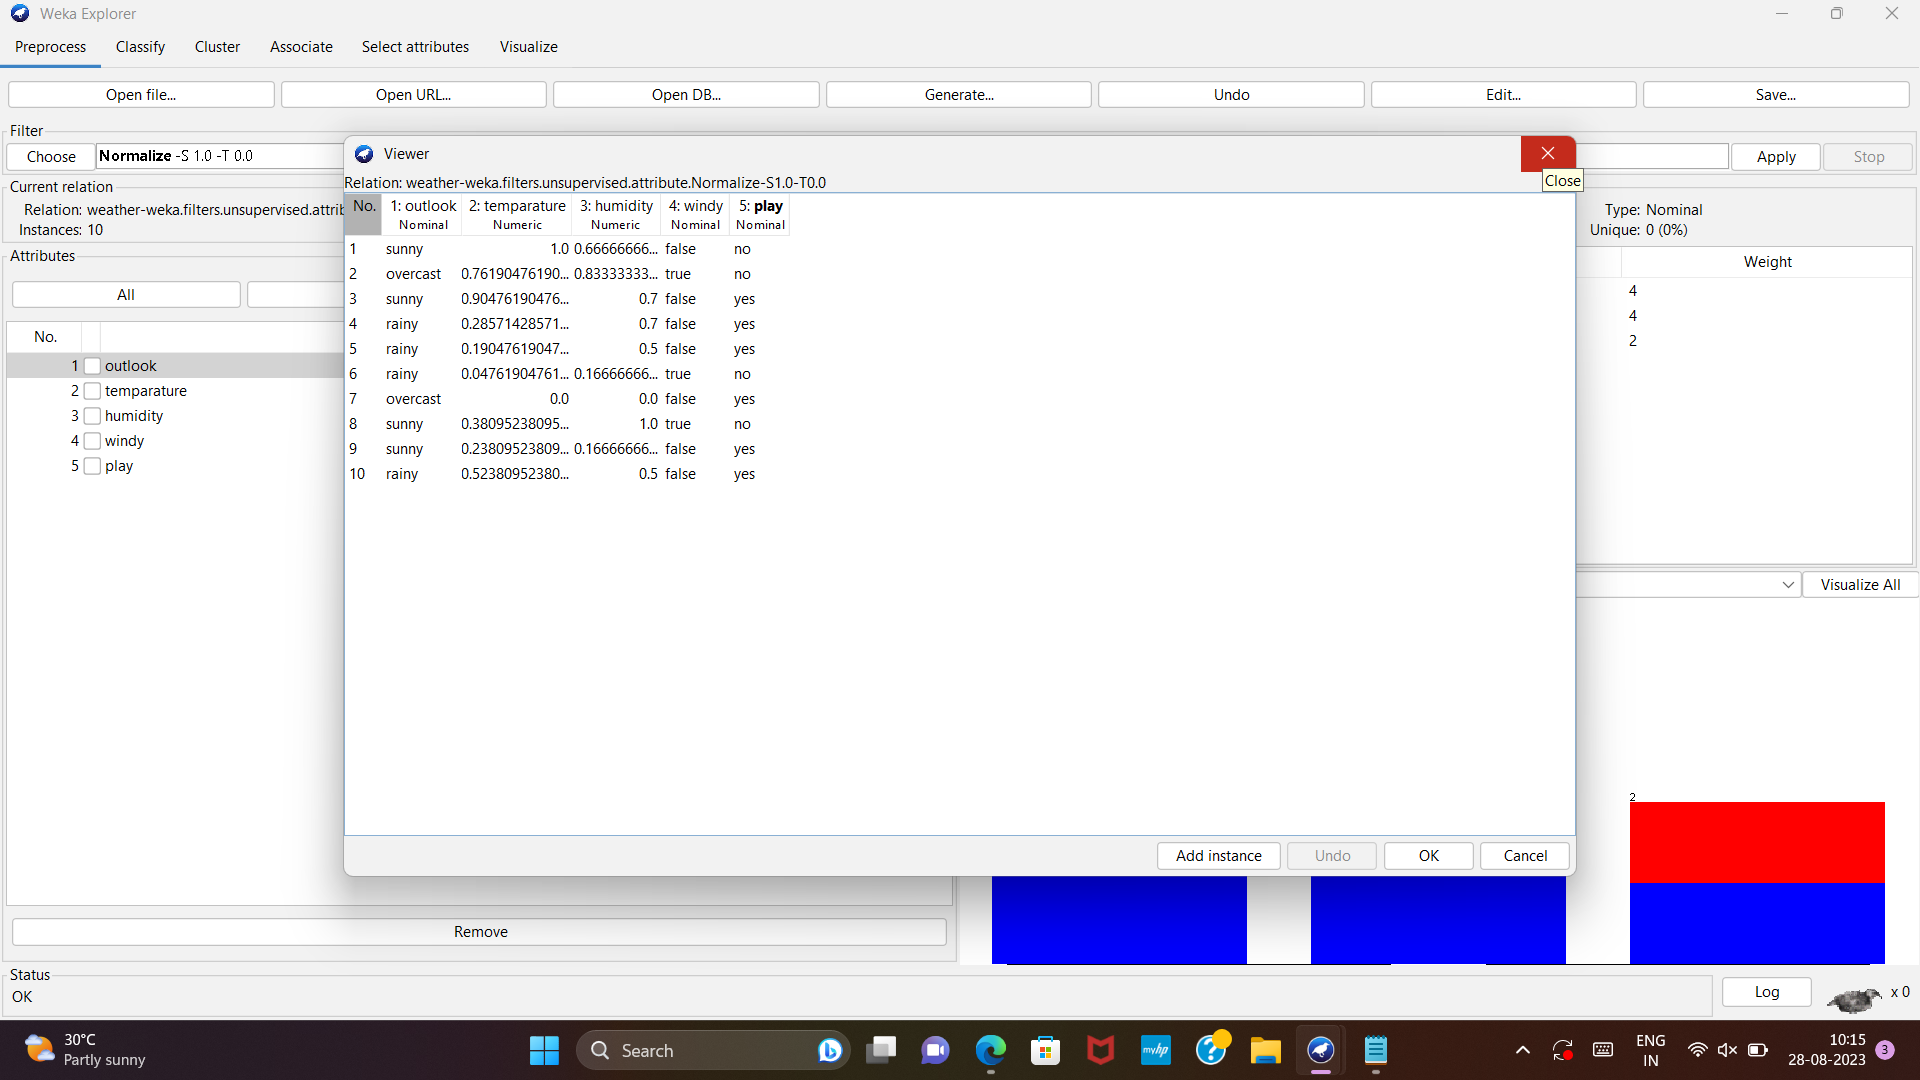 Weka Explorer
Preprocess Classify Cluster Associate Select attributes Visualize
Open file... Open URL... Open DB... Generate... Undo Edit... Save...
Filter
Choose Normalize -S 1.0 -T 0.0 Apply Stop
Viewer
Close
Relation: weather-weka.filters.unsupervised.attribute.Normalize-S1.0-T0.0
Current relation
Relation: weather-weka.filters.unsupervised.attrib
Instances: 10
Type: Nominal
Unique: 0 (0%)
Attributes
All
No.
1 outlook
2 temparature
3 humidity
4 windy
5 play
No. 1: outlook 2: temparature 3: humidity 4: windy 5: play
Nominal Numeric Numeric Nominal Nominal
1 sunny 1.0 0.66666666... false no
2 overcast 0.76190476190... 0.83333333... true no
3 sunny 0.90476190476... 0.7 false yes
4 rainy 0.28571428571... 0.7 false yes
5 rainy 0.19047619047... 0.5 false yes
6 rainy 0.04761904761... 0.16666666... true no
7 overcast 0.0 0.0 false yes
8 sunny 0.38095238095... 1.0 true no
9 sunny 0.23809523809... 0.16666666... false yes
10 rainy 0.52380952380... 0.5 false yes
Weight
4
4
2
Visualize All
2
Add instance Undo OK Cancel
Remove
Status
OK
Log x 0
30°C
Partly sunny
Search
myhp
ENG
IN
10:15
28-08-2023
3